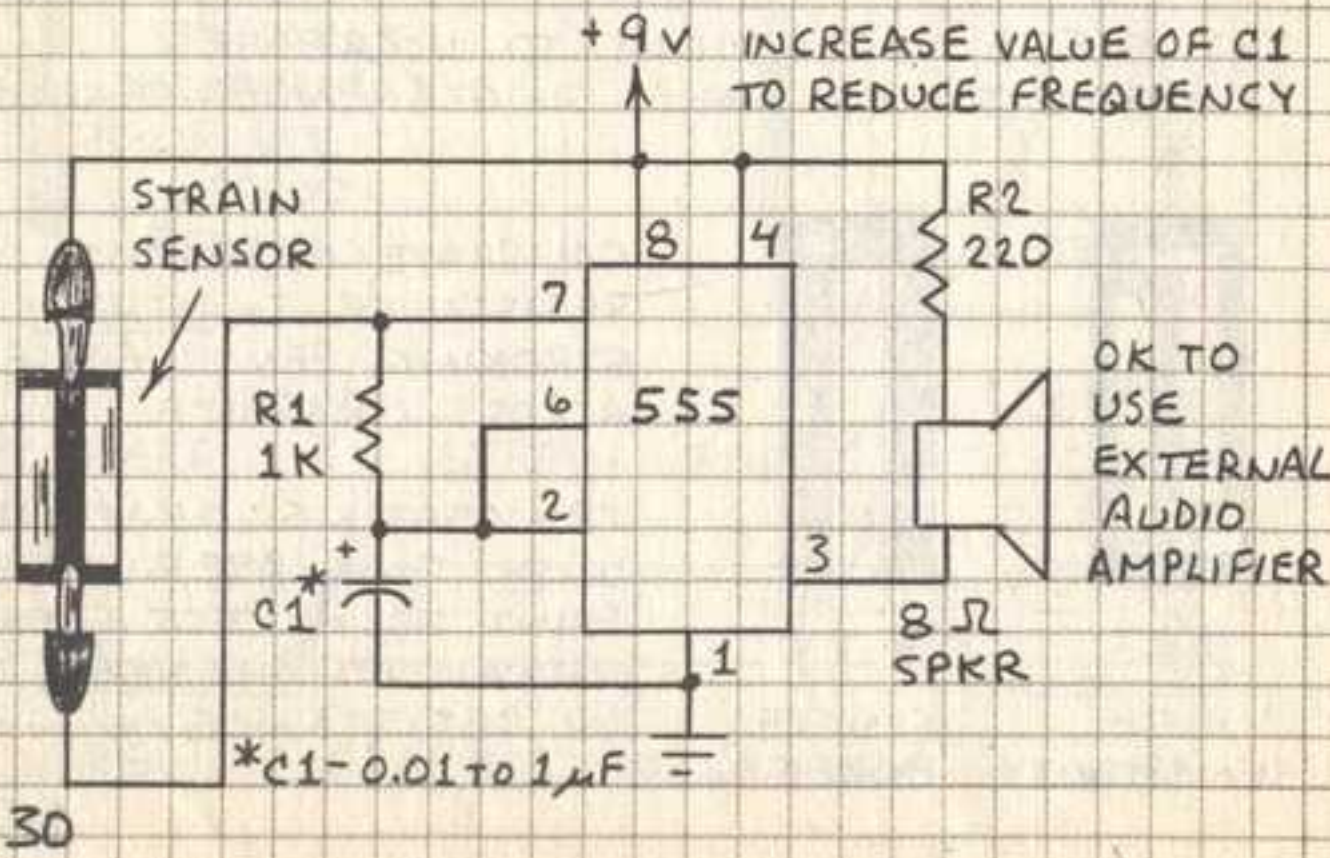 +9V INCREASE VALUE OF C1
TO REDUCE FREQUENCY
STRAIN
SENSOR
8
4
R2
220
7
R1
1K
6
555
2
OK TO
USE
EXTERNAL
AUDIO
AMPLIFIER
+
C1*
3
8 Ω
SPKR
1
*C1-0.01 TO 1μF
30